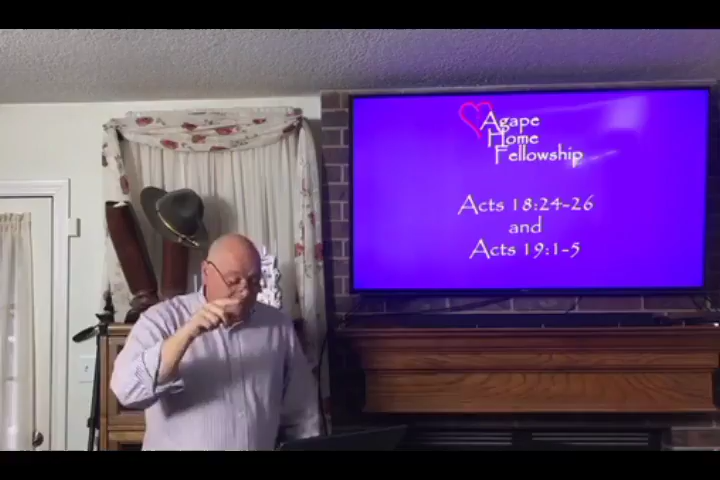 Agape
Home
Fellowship
Acts 18:24-26
and
Acts 19:1-5